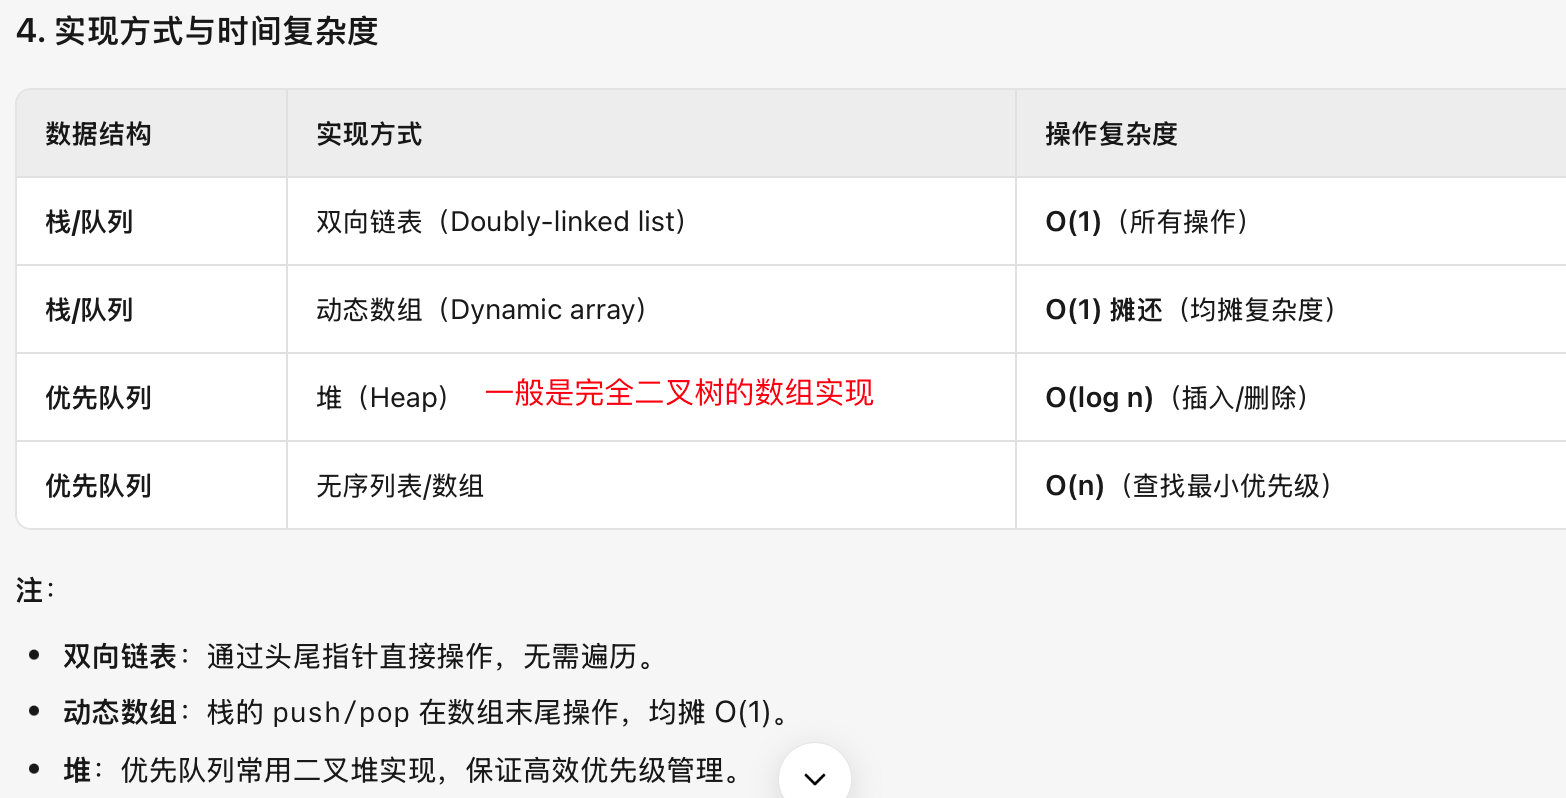 4. 实现方式与时间复杂度
数据结构 实现方式 操作复杂度
栈/队列 双向链表（Doubly-linked list） O(1)（所有操作）
栈/队列 动态数组（Dynamic array） O(1) 摊还（均摊复杂度）
优先队列 堆（Heap） 一般是完全二叉树的数组实现 O(log n)（插入/删除）
优先队列 无序列表/数组 O(n)（查找最小优先级）
注：
• 双向链表：通过头尾指针直接操作，无需遍历。
• 动态数组：栈的 push/pop 在数组末尾操作，均摊 O(1)。
• 堆：优先队列常用二叉堆实现，保证高效优先级管理。